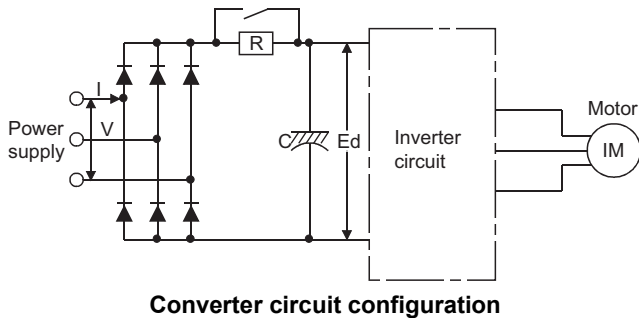 R
I
V
Power
supply
C
Ed
Inverter
circuit
Motor
IM
Converter circuit configuration